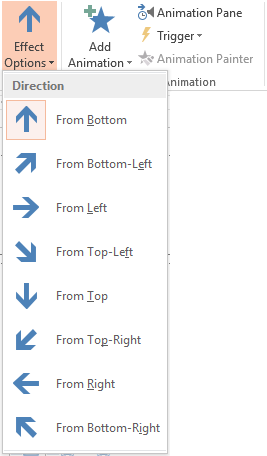 Effect
Options
Add
Animation
Animation Pane
Trigger
Animation Painter
nimation
Direction
From Bottom
From Bottom-Left
From Left
From Top-Left
From Top
From Top-Right
From Right
From Bottom-Right